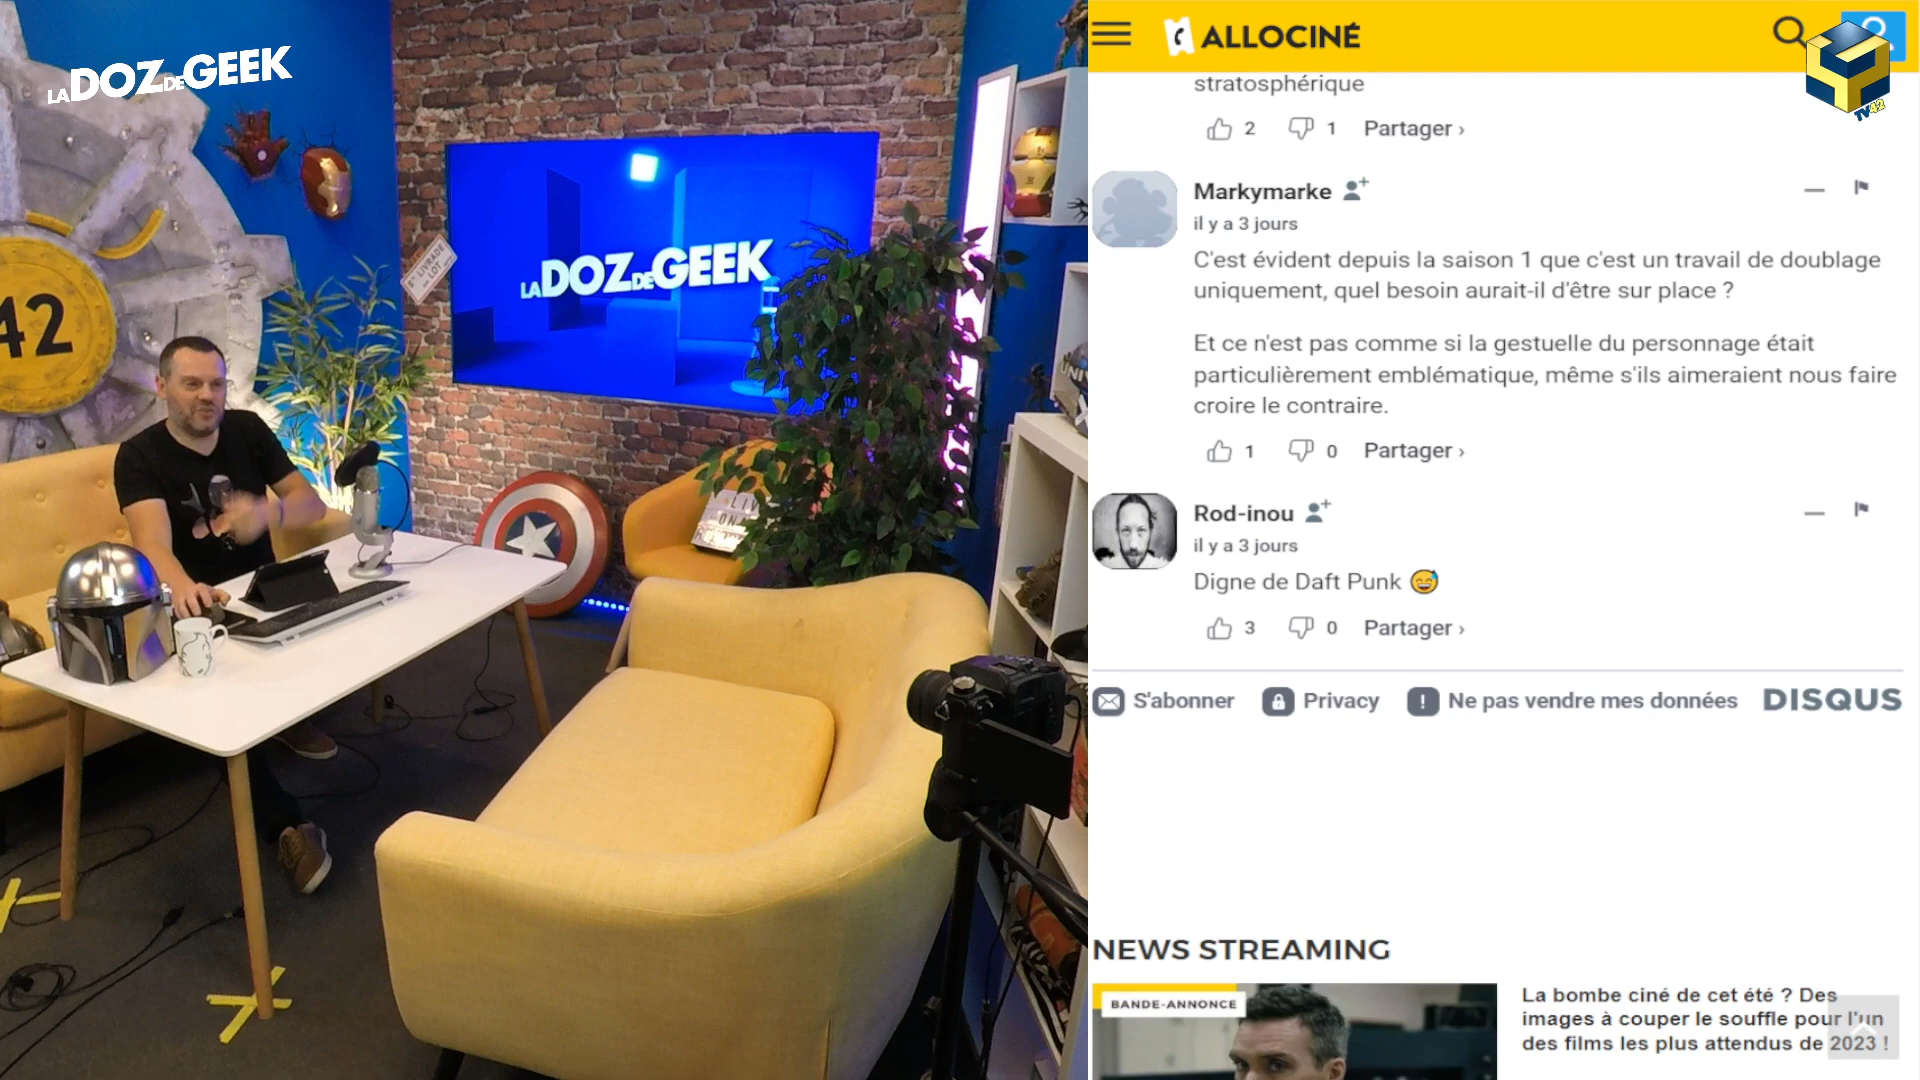 LA DOZ DE GEEK
42
LIVRAGE
LOT
LA DOZ DE GEEK
LIV
ON
ALLOCINÉ
TV42
stratosphérique
2 1 Partager ›
Markymarke
il y a 3 jours
C'est évident depuis la saison 1 que c'est un travail de doublage
uniquement, quel besoin aurait-il d'être sur place ?
Et ce n'est pas comme si la gestuelle du personnage était
particulièrement emblématique, même s'ils aimeraient nous faire
croire le contraire.
1 0 Partager ›
Rod-inou
il y a 3 jours
Digne de Daft Punk 😅
3 0 Partager ›
S'abonner Privacy Ne pas vendre mes données DISQUS
NEWS STREAMING
BANDE-ANNONCE
La bombe ciné de cet été ? Des
images à couper le souffle pour l'un
des films les plus attendus de 2023 !